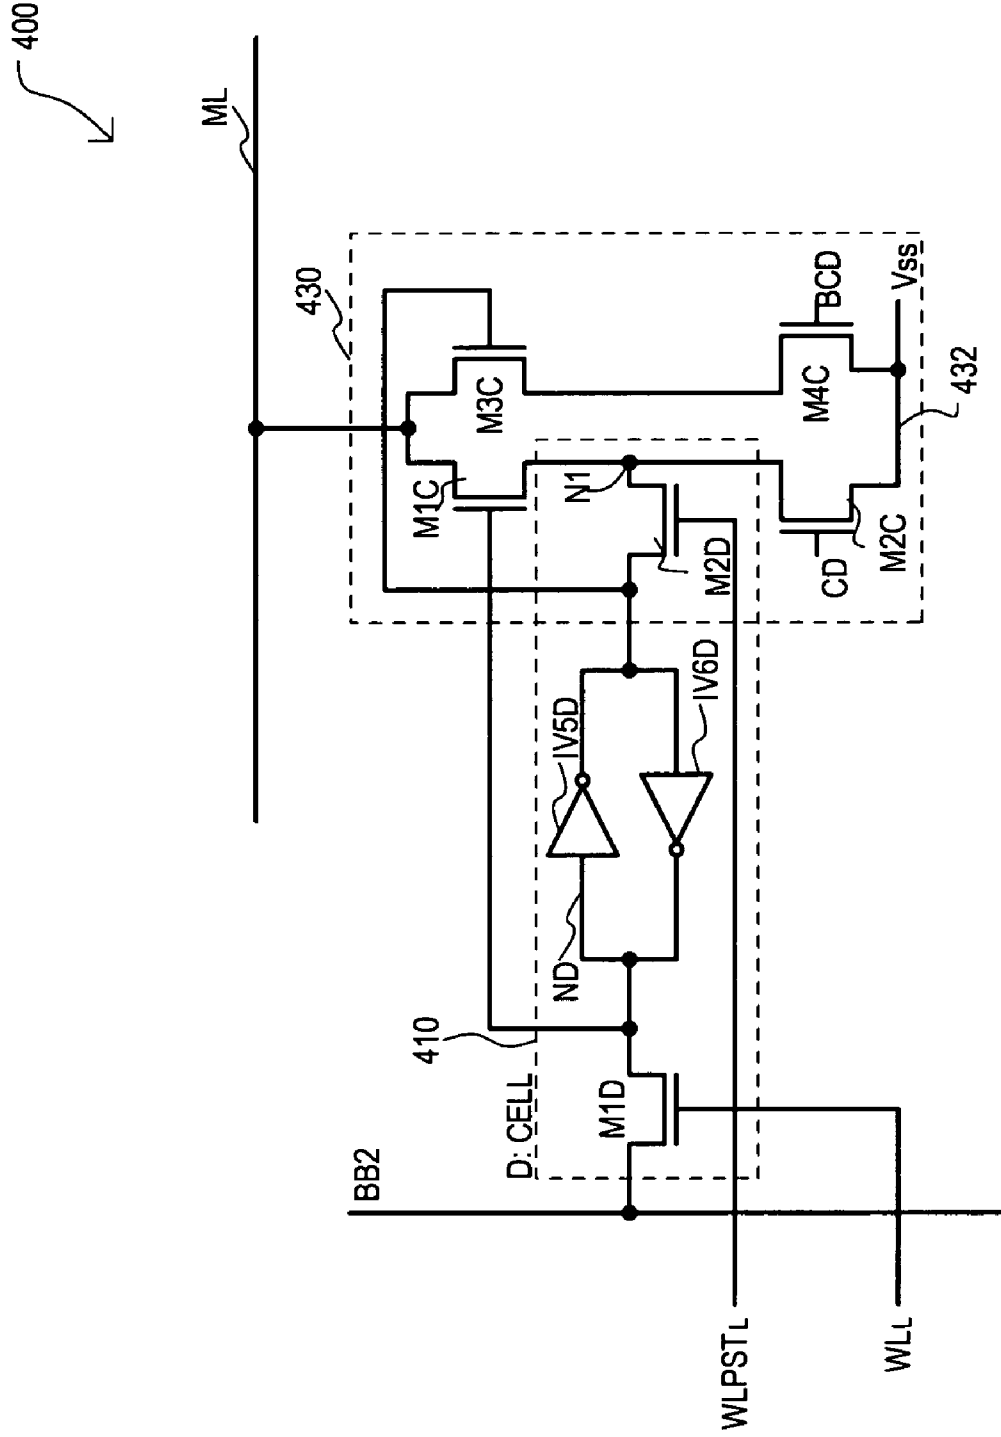 400
ML
430
M3C
M1C
BCD
M4C
Vss
432
N1
M2D
CD
M2C
IV5D
IV6D
ND
410
D: CELL
M1D
BB2
WLPSTL
WLL